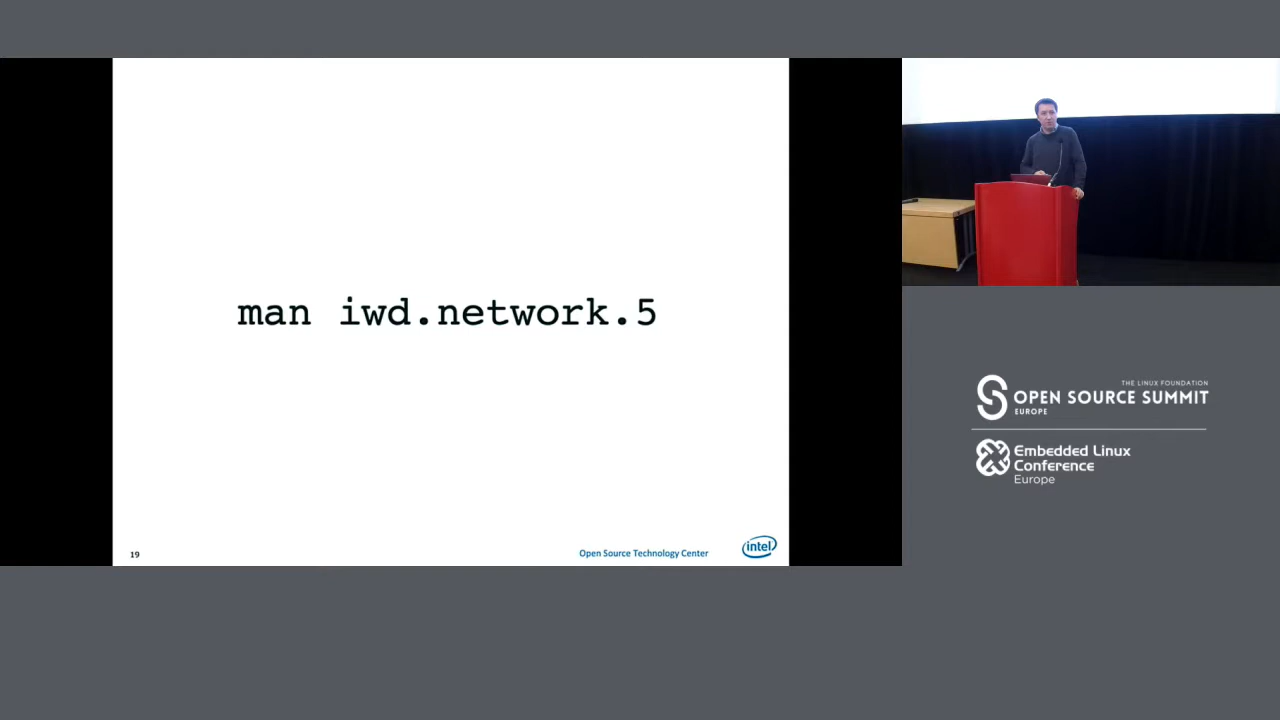 man iwd.network.5
19
Open Source Technology Center
intel
THE LINUX FOUNDATION
OPEN SOURCE SUMMIT
EUROPE
Embedded Linux
Conference
Europe